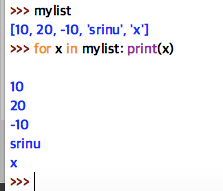 >>> mylist
[10, 20, -10, 'srinu', 'x']
>>> for x in mylist: print(x)
10
20
-10
srinu
x
>>>